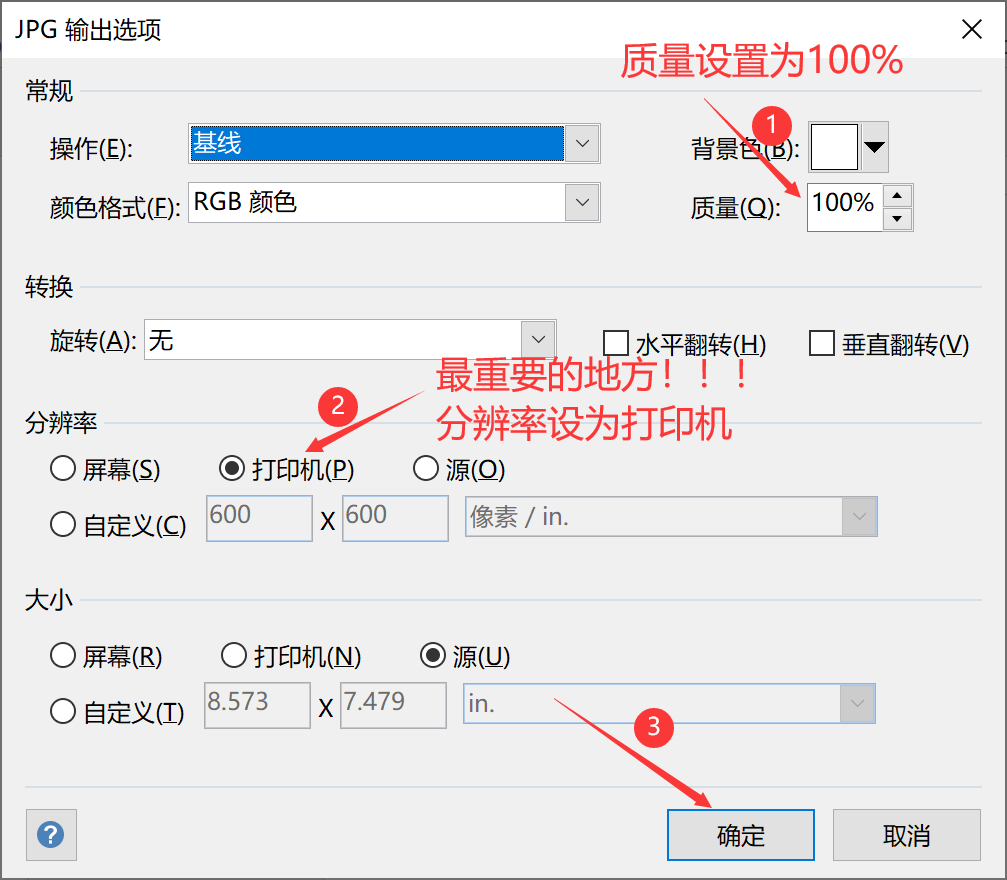 JPG 输出选项
质量设置为100%
常规
1
操作(E): 基线 背景色(B):
颜色格式(F): RGB 颜色 质量(Q): 100%
转换
旋转(A): 无 水平翻转(H) 垂直翻转(V)
最重要的地方！！！
2
分辨率 分辨率设为打印机
屏幕(S) 打印机(P) 源(O)
自定义(C) 600 X 600 像素 / in.
大小
屏幕(R) 打印机(N) 源(U)
自定义(T) 8.573 X 7.479 in.
3
? 确定 取消